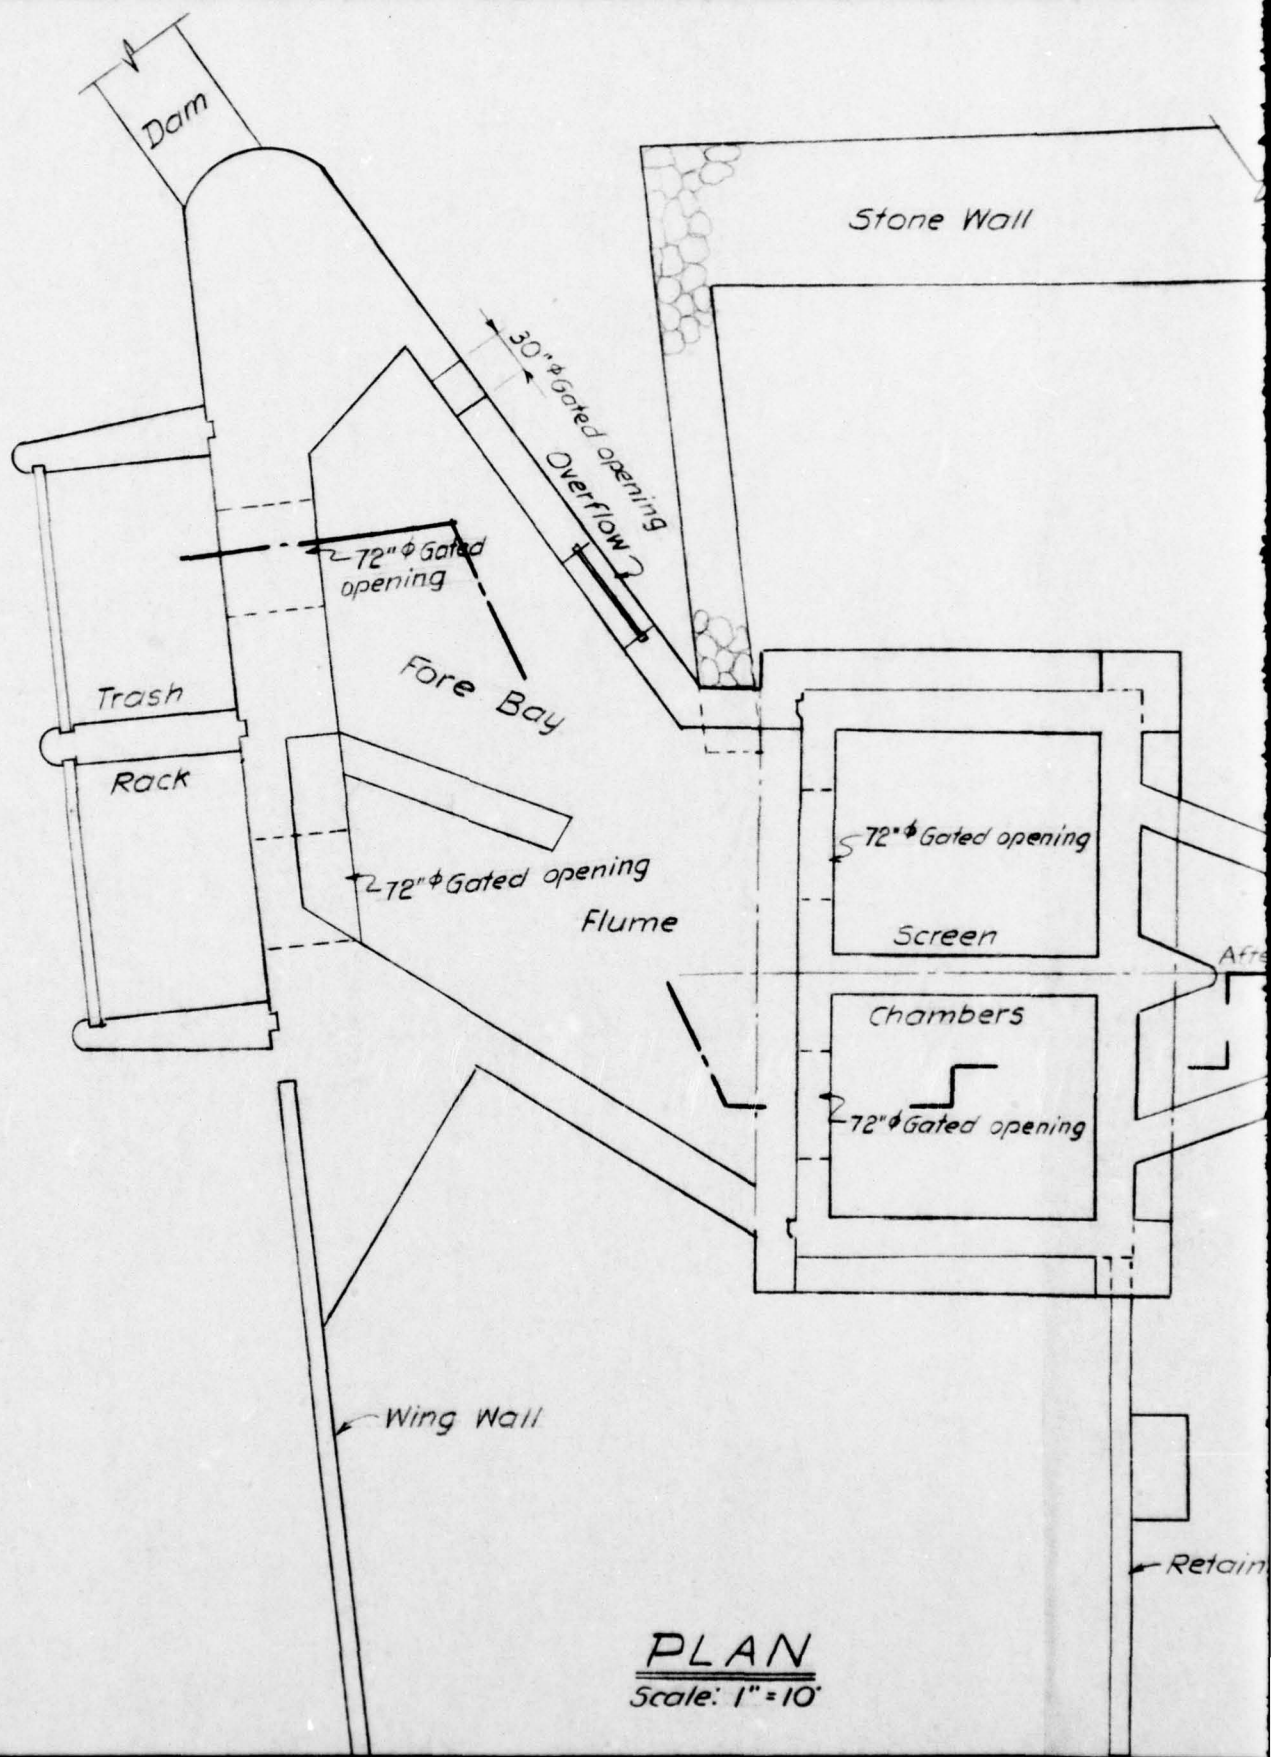 Dam
Stone Wall
30" ϕ Gated opening
Overflow
72" ϕ Gated
opening
Fore Bay
Trash
Rack
72" ϕ Gated opening
72" ϕ Gated opening
Flume
Screen
Chambers
72" ϕ Gated opening
Wing Wall
PLAN
Scale: 1" = 10'